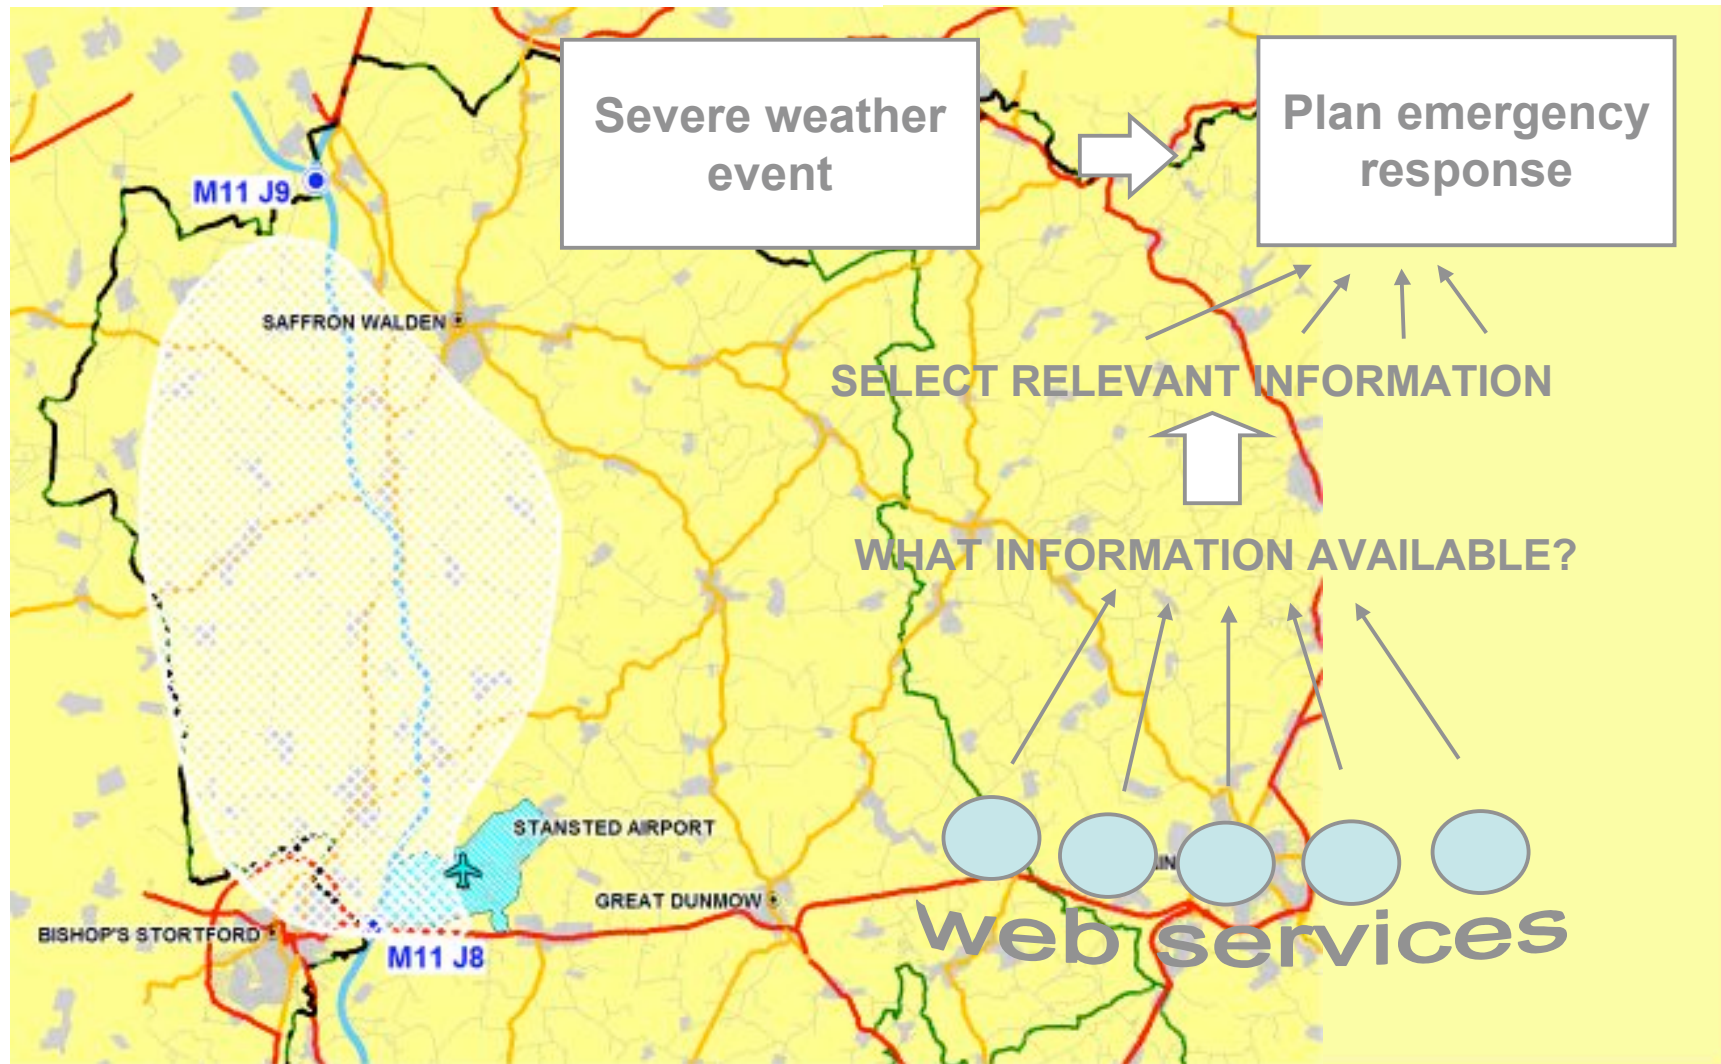 Severe weather
event
Plan emergency
response
M11 J9
SAFFRON WALDEN
SELECT RELEVANT INFORMATION
WHAT INFORMATION AVAILABLE?
STANSTED AIRPORT
GREAT DUNMOW
BISHOP'S STORTFORD
M11 J8
web services